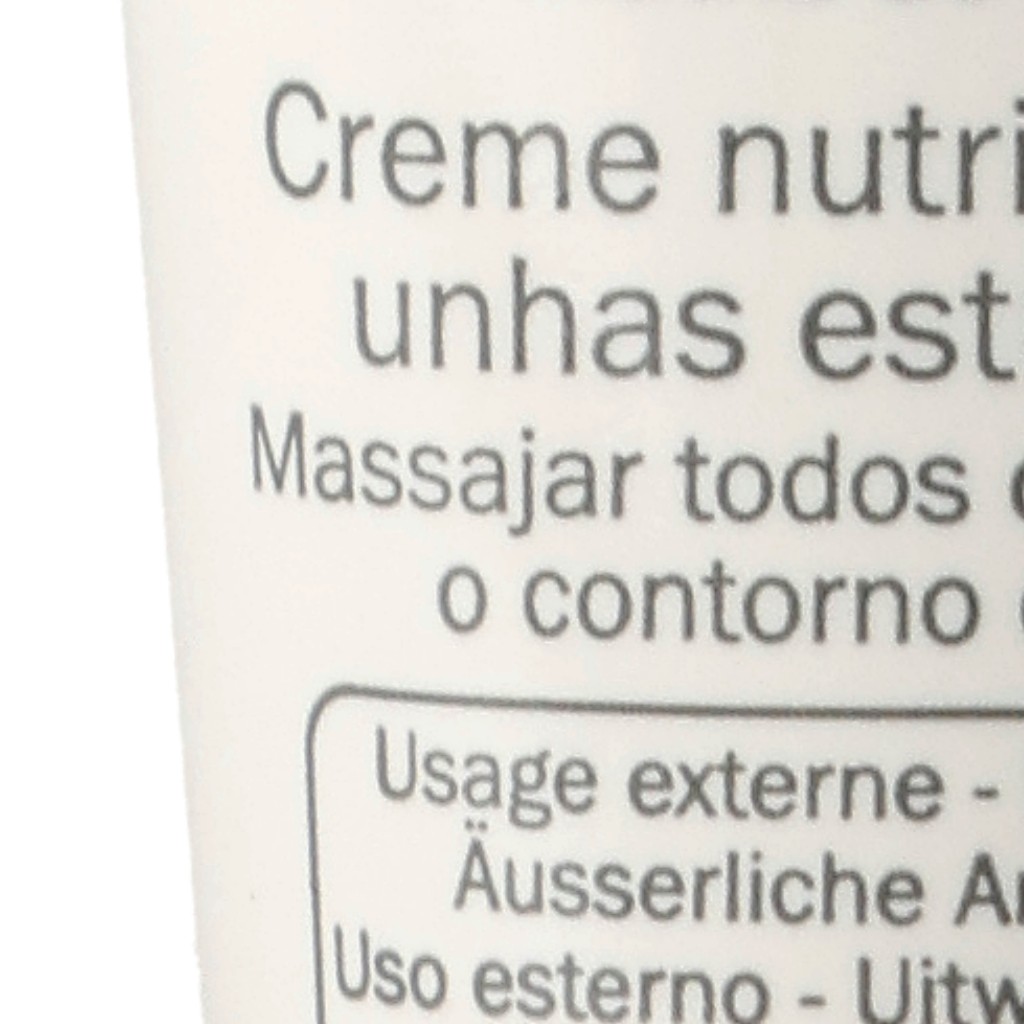 Creme nutri
unhas est
Massajar todos
o contorno
Usage externe -
Äusserliche
Uso esterno - Uitw